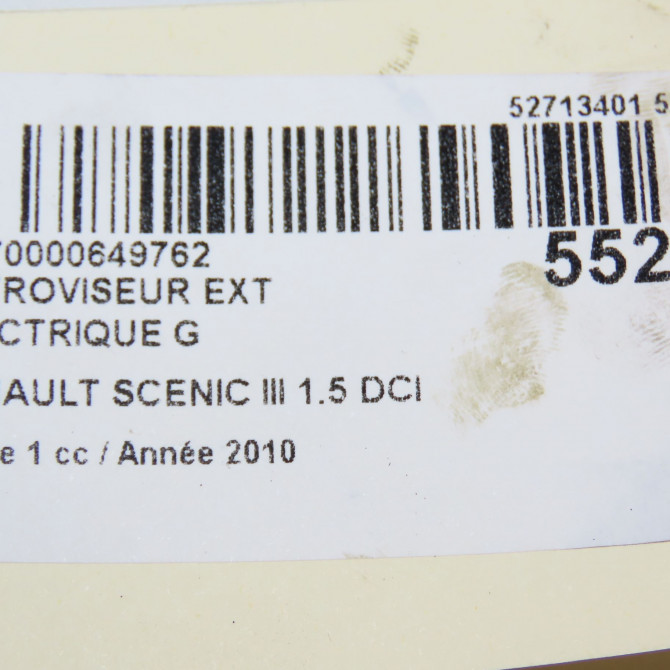 52713401 5
70000649762
552
ROVISEUR EXT
CTRIQUE G
AULT SCENIC III 1.5 DCI
e 1 cc / Année 2010